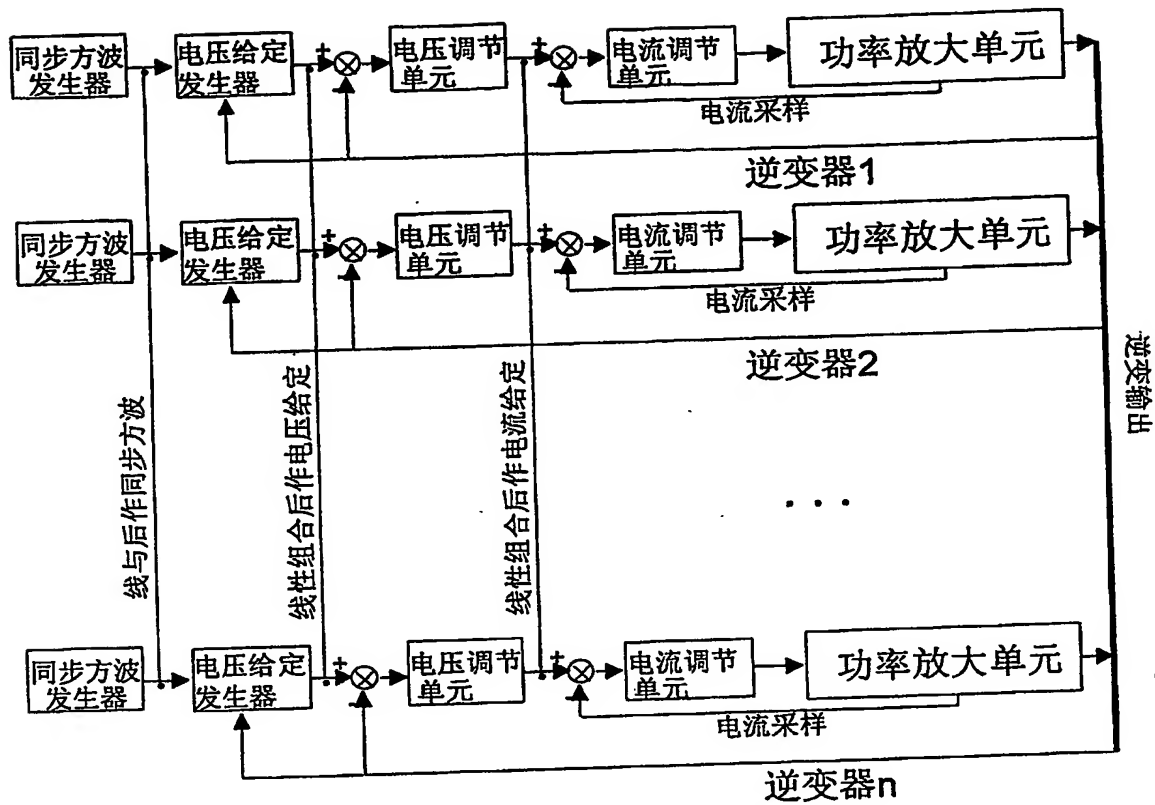 同步方波
发生器
电压给定
发生器
+
-
电压调节
单元
+
-
电流调节
单元
功率放大单元
电流采样
逆变器1
同步方波
发生器
电压给定
发生器
+
-
电压调节
单元
+
-
电流调节
单元
功率放大单元
电流采样
逆变器2
线与后作同步方波
线性组合后作电压给定
线性组合后作电流给定
逆变输出
...
同步方波
发生器
电压给定
发生器
+
-
电压调节
单元
+
-
电流调节
单元
功率放大单元
电流采样
逆变器n